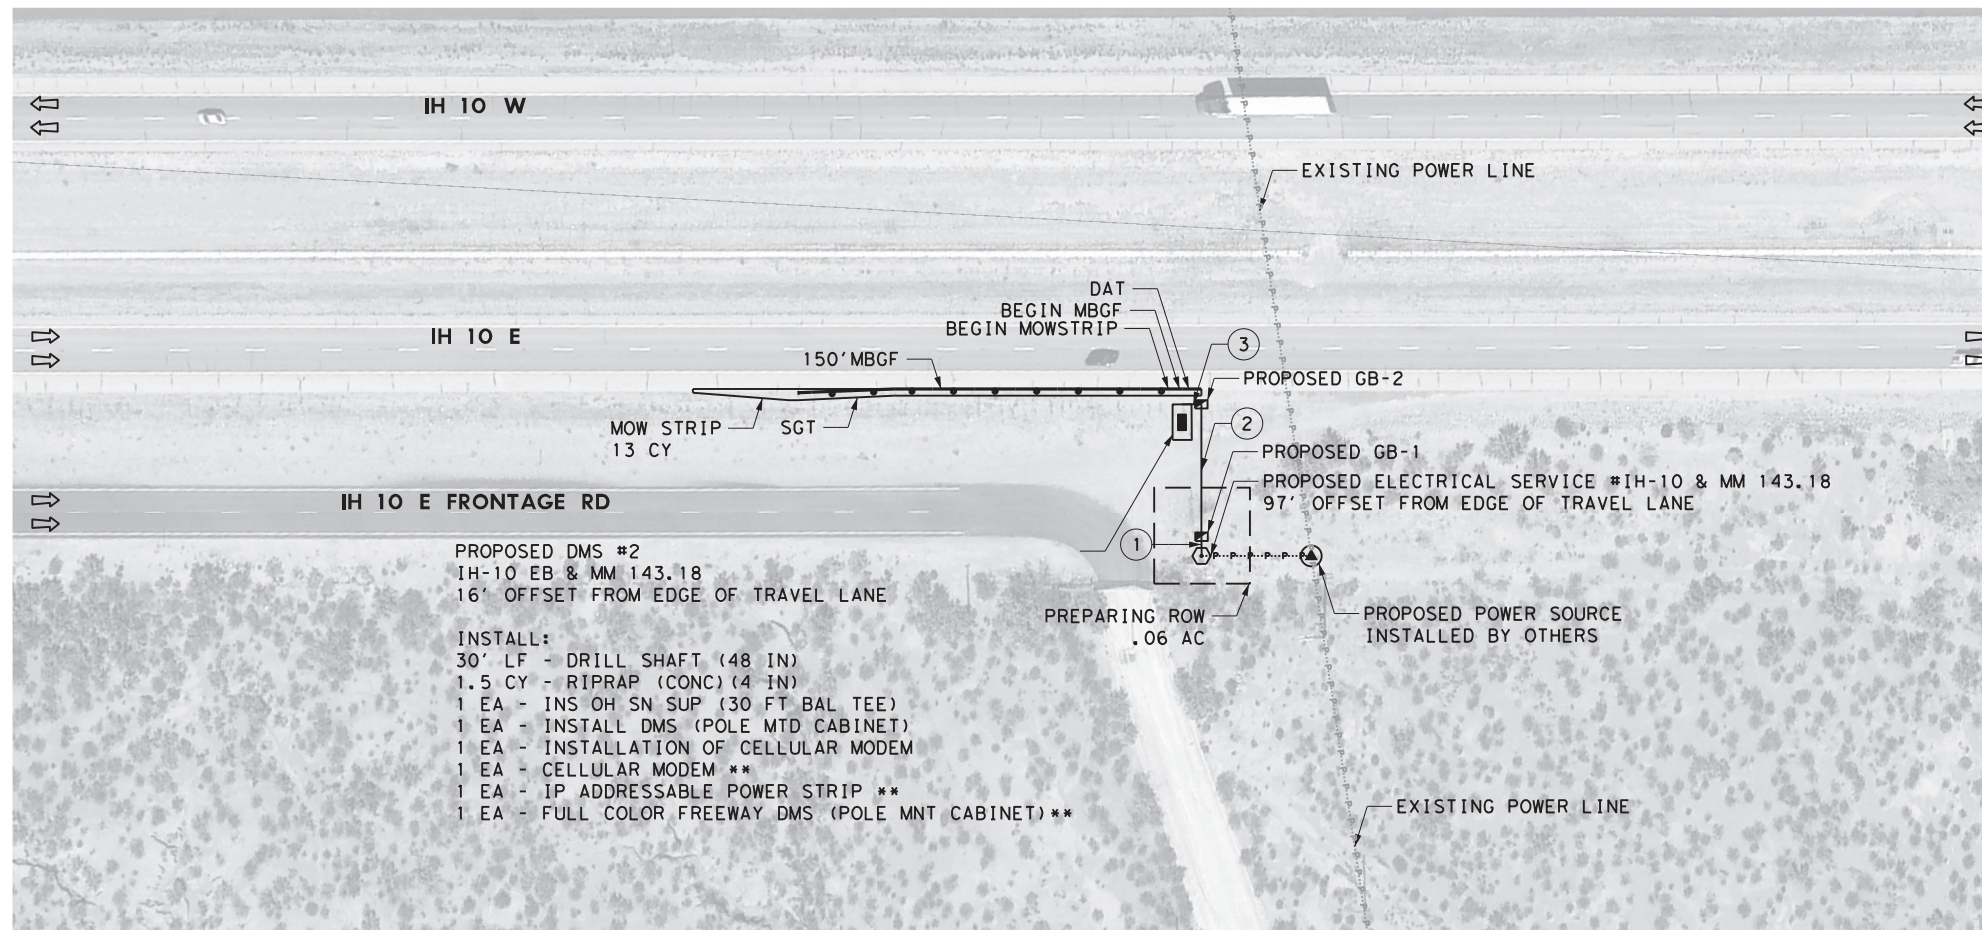 IH 10 W
EXISTING POWER LINE
DAT
BEGIN MBGF
IH 10 E
BEGIN MOWSTRIP
3
150' MBGF
PROPOSED GB-2
MOW STRIP
13 CY
SGT
2
PROPOSED GB-1
PROPOSED ELECTRICAL SERVICE #IH-10 & MM 143.18
97' OFFSET FROM EDGE OF TRAVEL LANE
IH 10 E FRONTAGE RD
1
PROPOSED DMS #2
IH-10 EB & MM 143.18
16' OFFSET FROM EDGE OF TRAVEL LANE
PREPARING ROW
.06 AC
PROPOSED POWER SOURCE
INSTALLED BY OTHERS
INSTALL:
30' LF - DRILL SHAFT (48 IN)
1.5 CY - RIPRAP (CONC)(4 IN)
1 EA - INS OH SN SUP (30 FT BAL TEE)
1 EA - INSTALL DMS (POLE MTD CABINET)
1 EA - INSTALLATION OF CELLULAR MODEM
1 EA - CELLULAR MODEM **
1 EA - IP ADDRESSABLE POWER STRIP **
1 EA - FULL COLOR FREEWAY DMS (POLE MNT CABINET)**
EXISTING POWER LINE